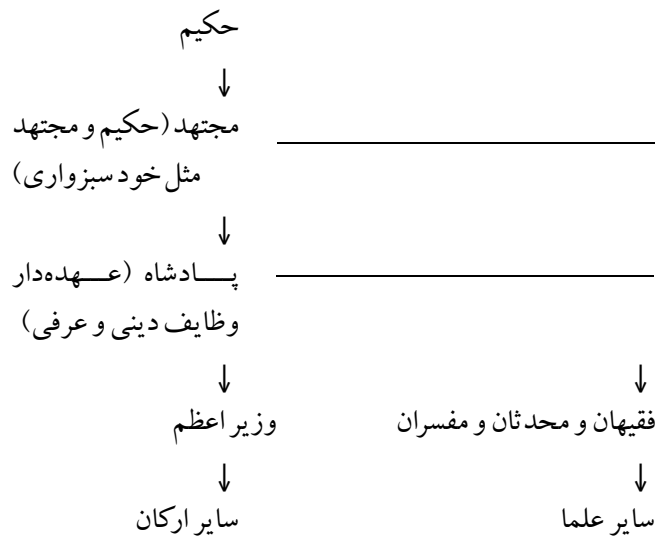 حکیم
↓
مجتهد (حکیم و مجتهد
مثل خود سبزواری)
↓
پادشاه (عهده‌دار
وظایف دینی و عرفی)
↓ ↓
فقیهان و محدثان و مفسران وزیر اعظم
↓ ↓
سایر علما سایر ارکان